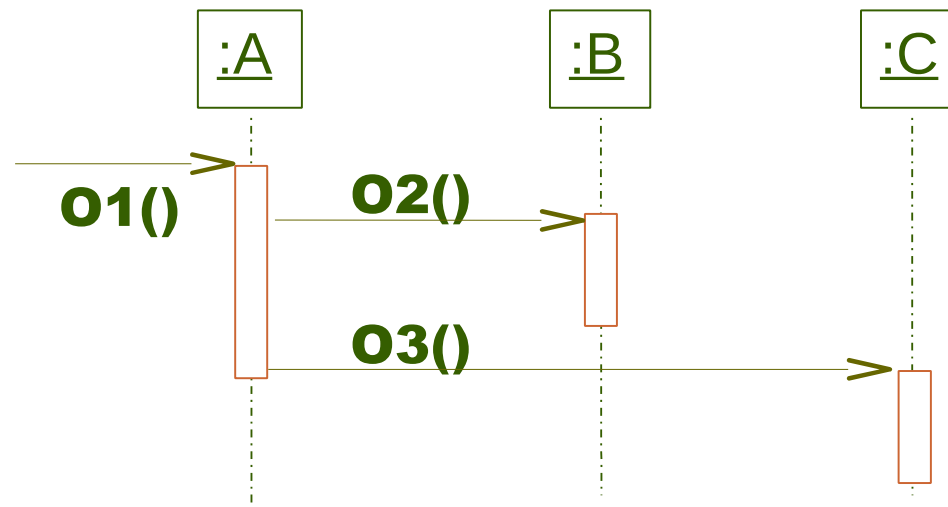 :A
:B
:C
O1()
O2()
O3()